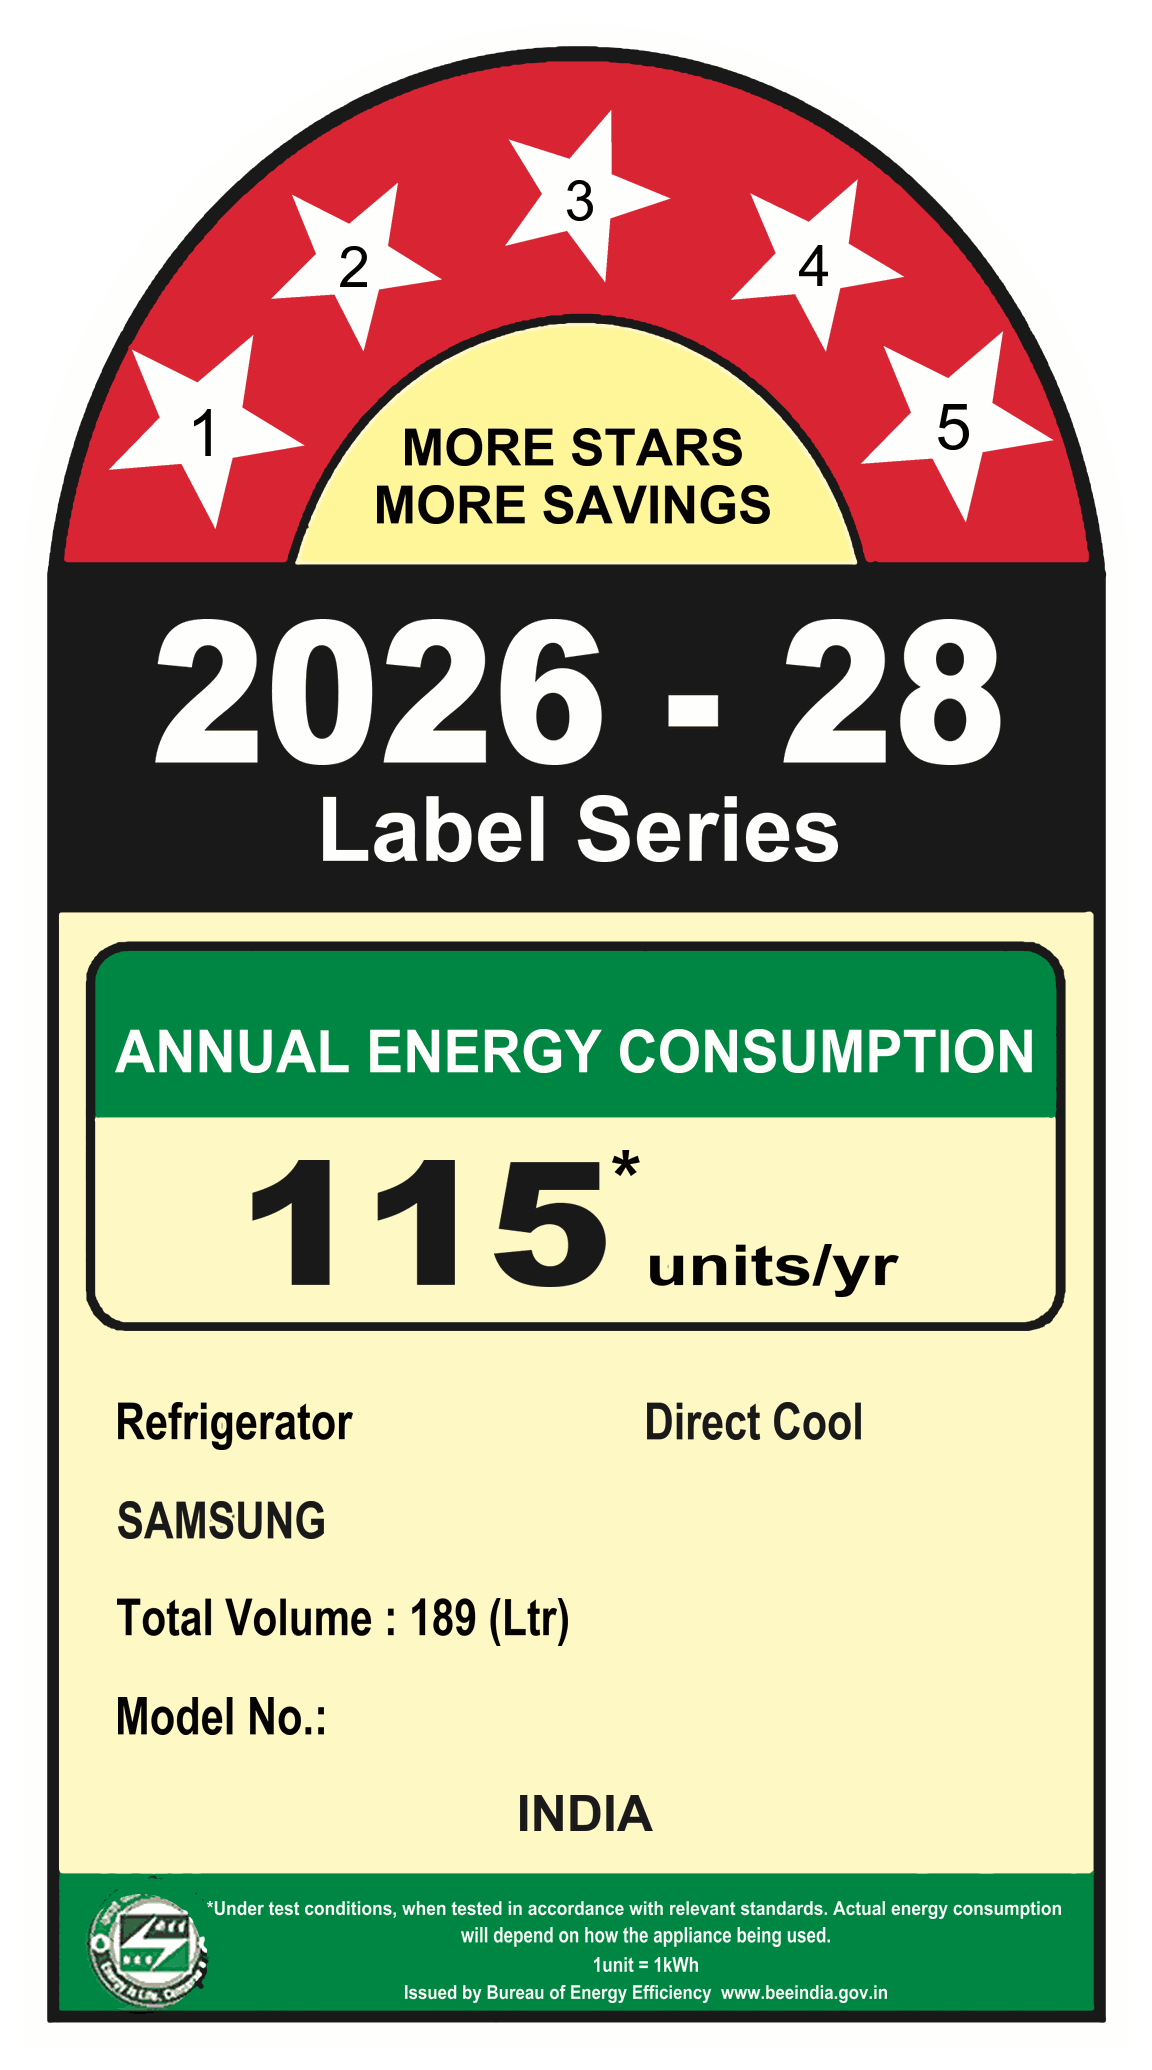 1
2
3
4
5
MORE STARS
MORE SAVINGS
2026 - 28
Label Series
ANNUAL ENERGY CONSUMPTION
115* units/yr
Refrigerator Direct Cool
SAMSUNG
Total Volume : 189 (Ltr)
Model No.:
INDIA
*Under test conditions, when tested in accordance with relevant standards. Actual energy consumption
will depend on how the appliance being used.
1unit = 1kWh
Issued by Bureau of Energy Efficiency www.beeindia.gov.in